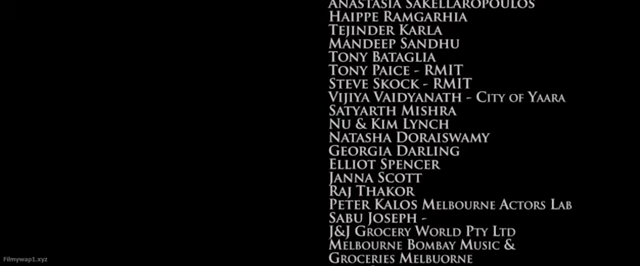 Anastasia Sakellaropoulos
Haippe Ramgarhia
Tejinder Karla
Mandeep Sandhu
Tony Bataglia
Tony Paice - RMIT
Steve Skock - RMIT
Vijiya Vaidyanath - City of Yaara
Satyarth Mishra
Nu & Kim Lynch
Natasha Doraiswamy
Georgia Darling
Elliot Spencer
Janna Scott
Raj Thakor
Peter Kalos Melbourne Actors Lab
Sabu Joseph -
J&J Grocery World Pty Ltd
Melbourne Bombay Music &
Groceries Melbuorne
Filmywap1.xyz